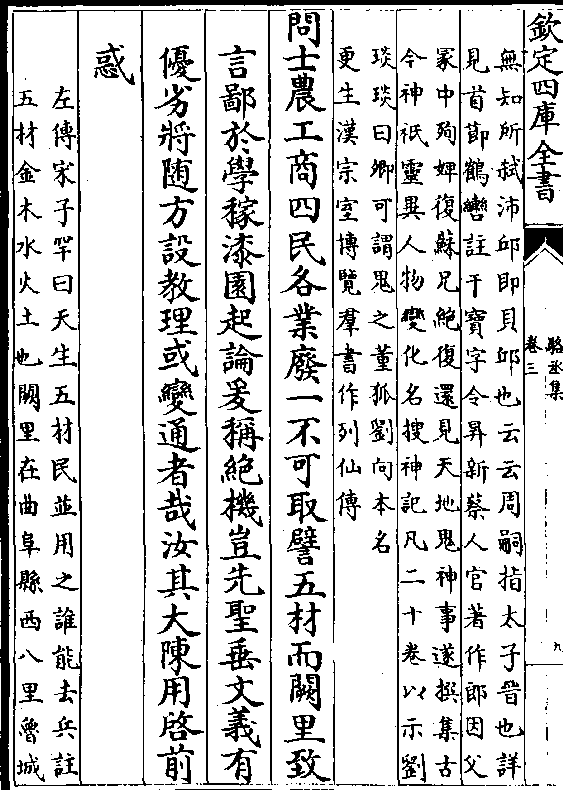 欽定四庫全書
駱丞集
卷三
九
無知所弒沛邱即貝邱也云云周嗣指太子晉也詳
見首節鶴轡註干寶字令昇新蔡人官著作郎因父
冢中殉婢復蘇兄絶復還見天地鬼神事遂撰集古
今神祇靈異人物變化名搜神記凡二十卷以示劉
琰琰曰卿可謂鬼之董狐劉向本名
更生漢宗室博覽羣書作列仙傳
問士農工商四民各業廢一不可取譬五材而闕里致
言鄙於學稼漆園起論爰稱絶機豈先聖垂文義有
優劣將随方設教理或變通者哉汝其大陳用啓前
惑
左傳宋子罕曰天生五材民並用之誰能去兵註
五材金木水火土也闕里在曲阜縣西八里魯城